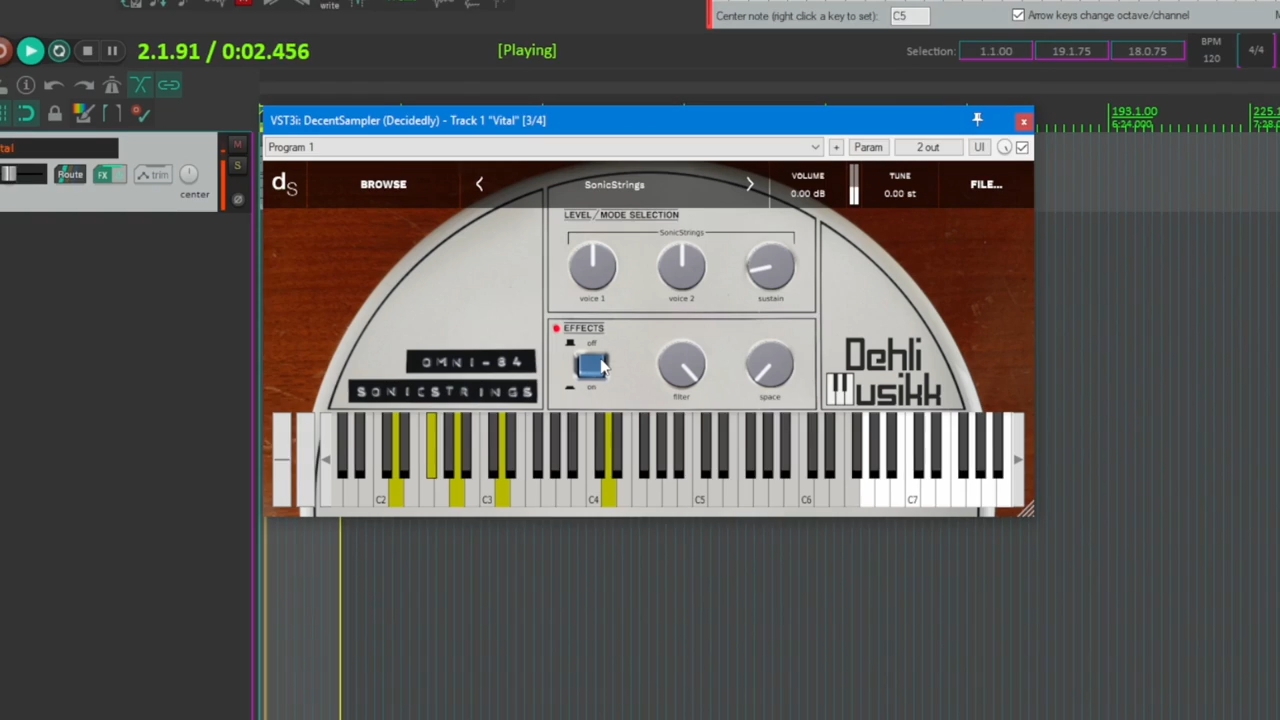 write
Center note (right click a key to set): C5
Arrow keys change octave/channel
2.1.91 / 0:02.456
[Playing]
Selection: 1.1.00 19.1.75 18.0.75
BPM
120
4/4
193.1.00
225.1
VST3i: DecentSampler (Decidedly) - Track 1 "Vital" [3/4]
Program 1
+ Param 2 out UI
tal
M
S
Route FX trim
center
ds BROWSE < SonicStrings >
VOLUME
0.00 dB
TUNE
0.00 st
FILE...
LEVEL/MODE SELECTION
SonicStrings
voice 1 voice 2 sustain
EFFECTS
off
on
filter space
OMNI-84
SONICSTRINGS
Dehli
Musikk
C2 C3 C4 C5 C6 C7